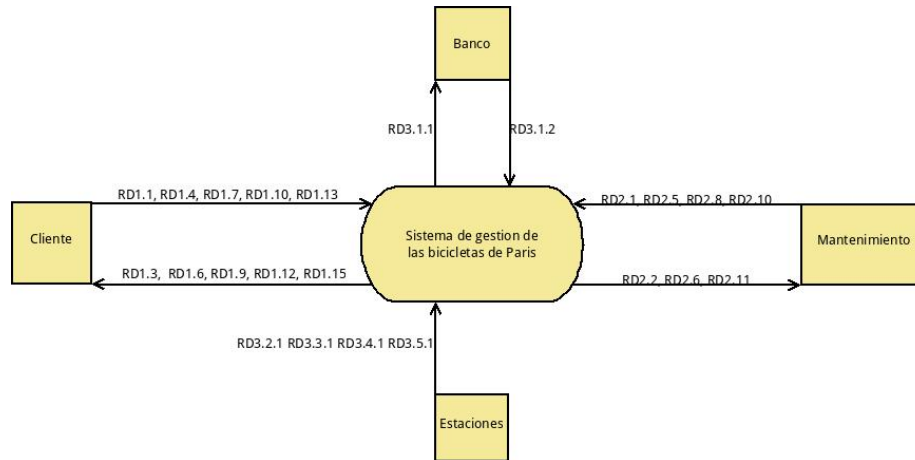 Banco
RD3.1.1
RD3.1.2
RD1.1, RD1.4, RD1.7, RD1.10, RD1.13
RD2.1, RD2.5, RD2.8, RD2.10
Cliente
Sistema de gestion de
las bicicletas de Paris
Mantenimiento
RD1.3, RD1.6, RD1.9, RD1.12, RD1.15
RD2.2, RD2.6, RD2.11
RD3.2.1 RD3.3.1 RD3.4.1 RD3.5.1
Estaciones